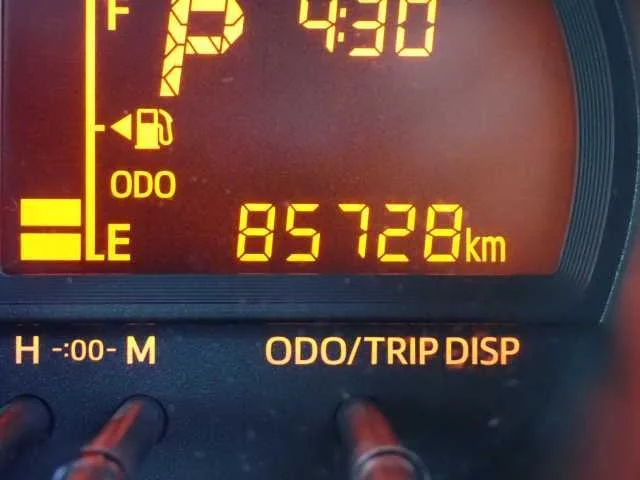 F P 4:30
ODO
E 85728km
H -:00- M ODO/TRIP DISP